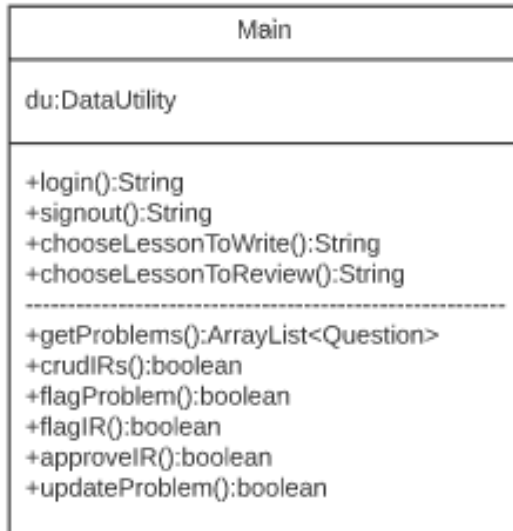 Main
du:DataUtility
+login():String
+signout():String
+chooseLessonToWrite():String
+chooseLessonToReview():String
--------------------------------------------------------
+getProblems():ArrayList<Question>
+crudIRs():boolean
+flagProblem():boolean
+flagIR():boolean
+approveIR():boolean
+updateProblem():boolean